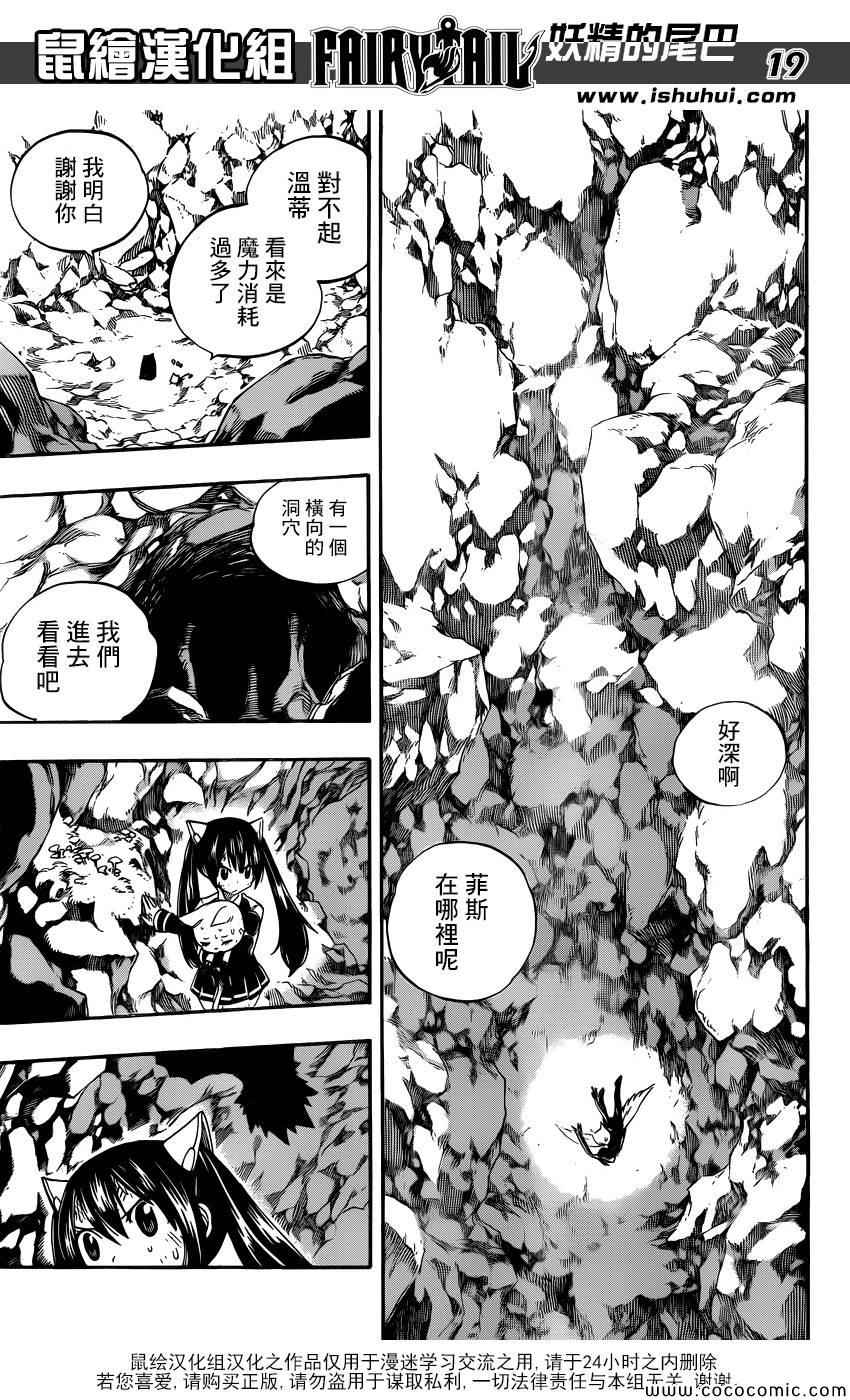 鼠繪漢化組
FAIRY TAIL
妖精的尾巴
19
www.ishuhui.com
好深啊
菲斯
在哪裡呢
對不起
溫蒂
看來是
魔力消耗
過多了
我明白
謝謝你
有一個
橫向的
洞穴
我們
進去
看看吧
鼠绘汉化组汉化之作品仅用于漫迷学习交流之用, 请于24小时之内删除
若您喜爱, 请购买正版, 请勿盗用于谋取私利, 一切法律责任与本组无关, 谢谢
www.cococomic.com